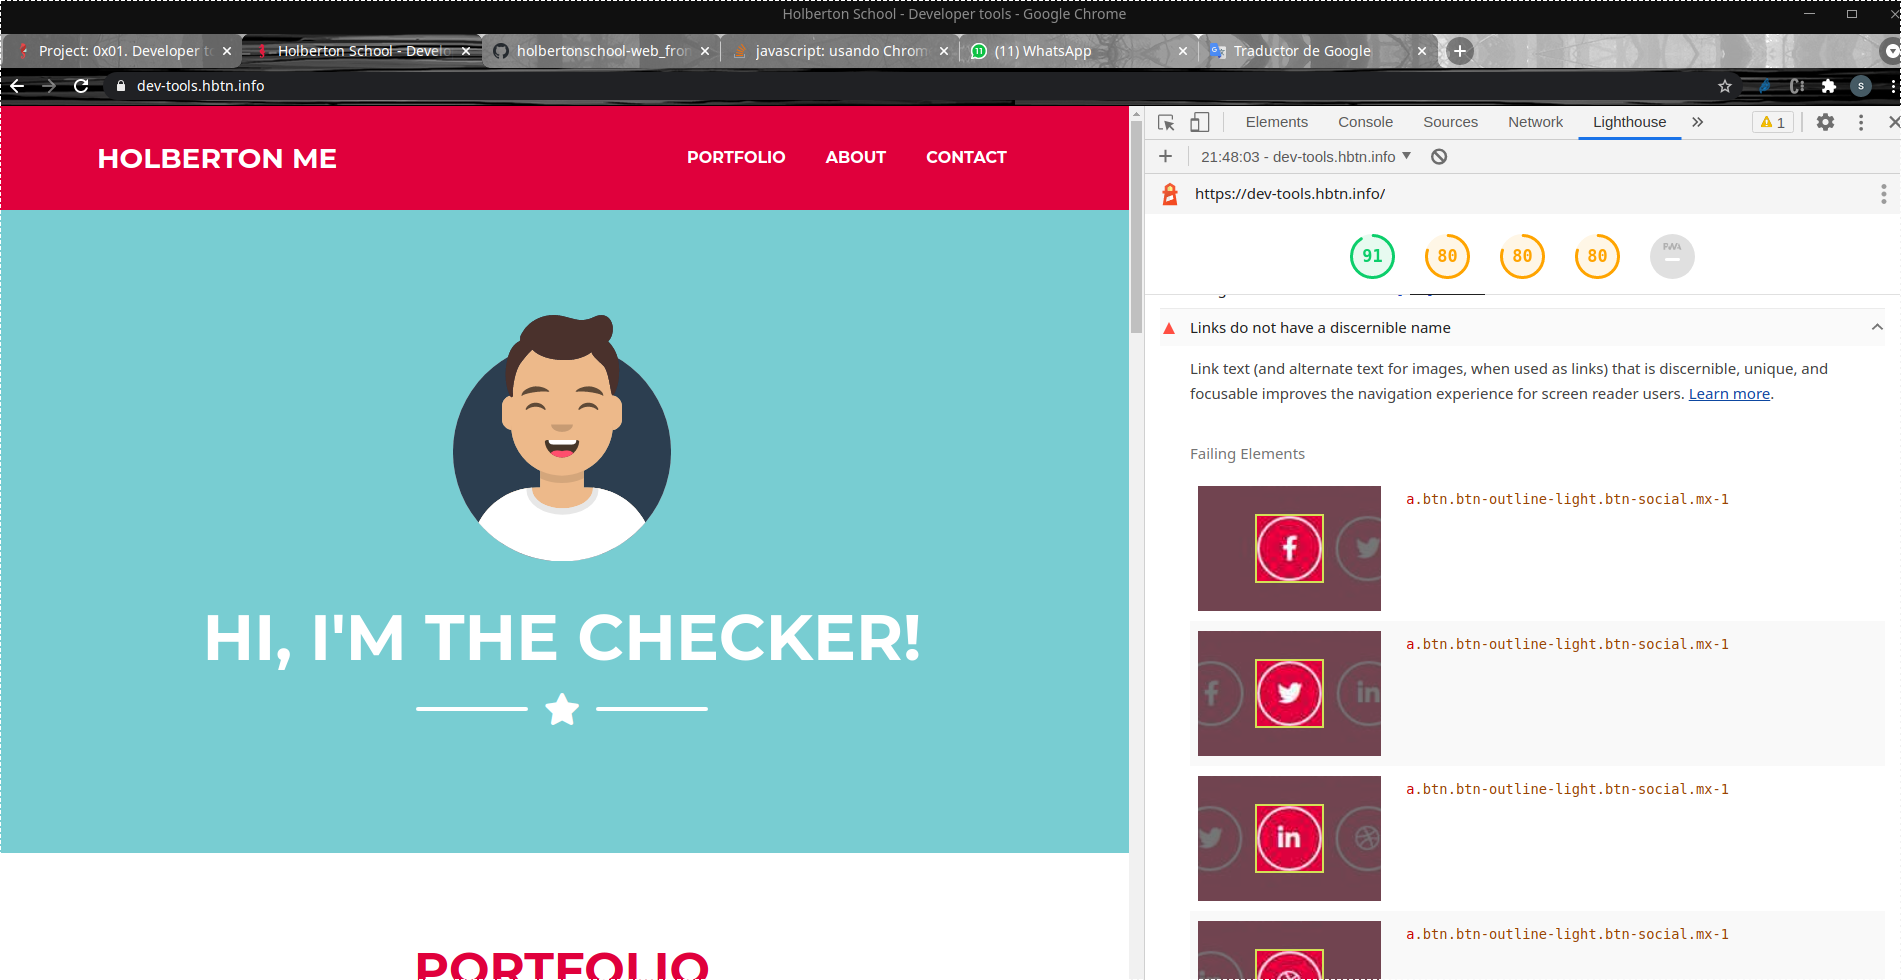 Holberton School - Developer tools - Google Chrome
Project: 0x01. Developer to
Holberton School - Develo
holbertonschool-web_fron
javascript: usando Chrom
(11) WhatsApp
Traductor de Google
dev-tools.hbtn.info
S
HOLBERTON ME
PORTFOLIO
ABOUT
CONTACT
HI, I'M THE CHECKER!
PORTFOLIO
Elements
Console
Sources
Network
Lighthouse
1
21:48:03 - dev-tools.hbtn.info
https://dev-tools.hbtn.info/
91
80
80
80
PWA
Links do not have a discernible name
Link text (and alternate text for images, when used as links) that is discernible, unique, and
focusable improves the navigation experience for screen reader users. Learn more.
Failing Elements
a.btn.btn-outline-light.btn-social.mx-1
a.btn.btn-outline-light.btn-social.mx-1
a.btn.btn-outline-light.btn-social.mx-1
a.btn.btn-outline-light.btn-social.mx-1